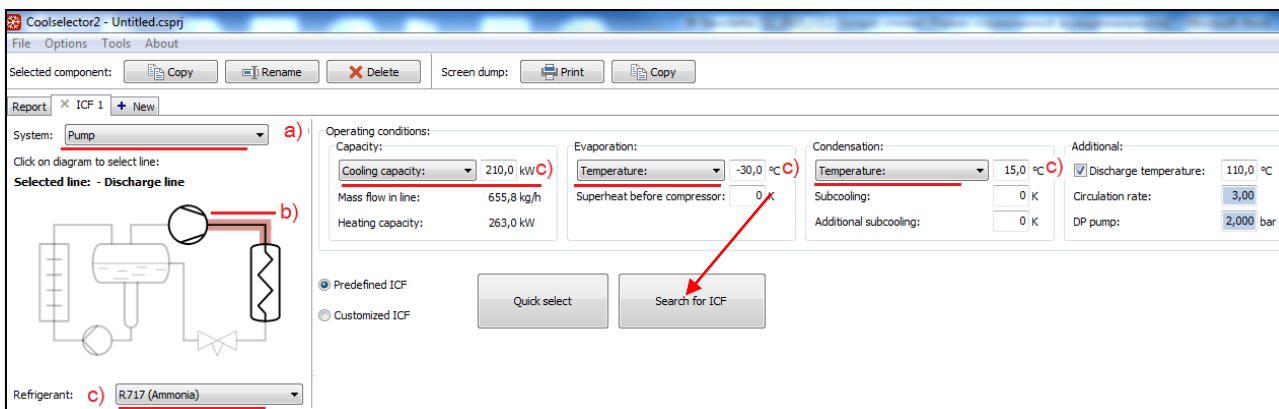 Coolselector2 - Untitled.csprj
File Options Tools About
Selected component: Copy Rename Delete Screen dump: Print Copy
Report ICF 1 + New
System: Pump a)
Click on diagram to select line:
Selected line: - Discharge line
b)
Refrigerant: c) R717 (Ammonia)
Operating conditions:
Capacity:
Cooling capacity: 210,0 kW c)
Mass flow in line: 655,8 kg/h
Heating capacity: 263,0 kW
Evaporation:
Temperature: -30,0 °C c)
Superheat before compressor: 0 K
Condensation:
Temperature: 15,0 °C c)
Subcooling: 0 K
Additional subcooling: 0 K
Additional:
Discharge temperature: 110,0 °C
Circulation rate: 3,00
DP pump: 2,000 bar
Predefined ICF
Customized ICF
Quick select
Search for ICF